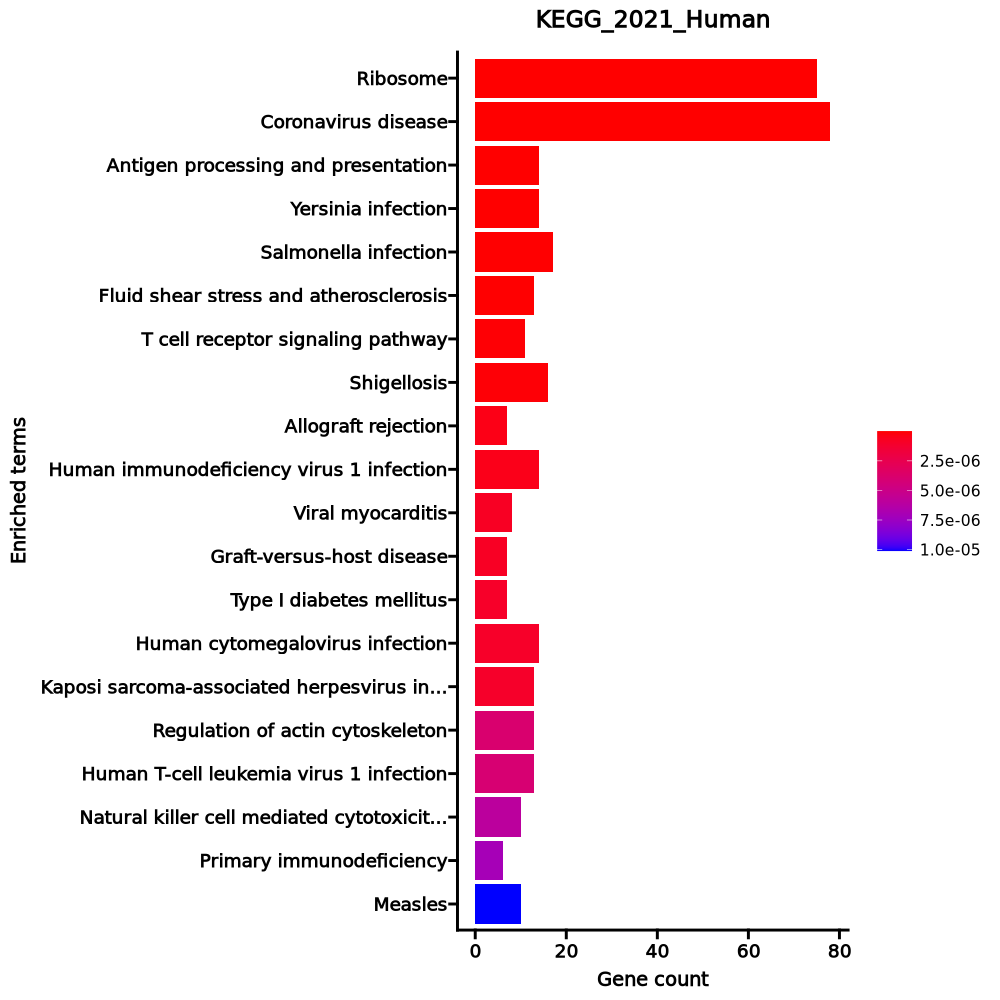 KEGG_2021_Human
Ribosome
Coronavirus disease
Antigen processing and presentation
Yersinia infection
Salmonella infection
Fluid shear stress and atherosclerosis
T cell receptor signaling pathway
Shigellosis
Allograft rejection
Human immunodeficiency virus 1 infection
Viral myocarditis
Graft-versus-host disease
Type I diabetes mellitus
Human cytomegalovirus infection
Kaposi sarcoma-associated herpesvirus in...
Regulation of actin cytoskeleton
Human T-cell leukemia virus 1 infection
Natural killer cell mediated cytotoxicit...
Primary immunodeficiency
Measles
Enriched terms
0 20 40 60 80
Gene count
2.5e-06
5.0e-06
7.5e-06
1.0e-05